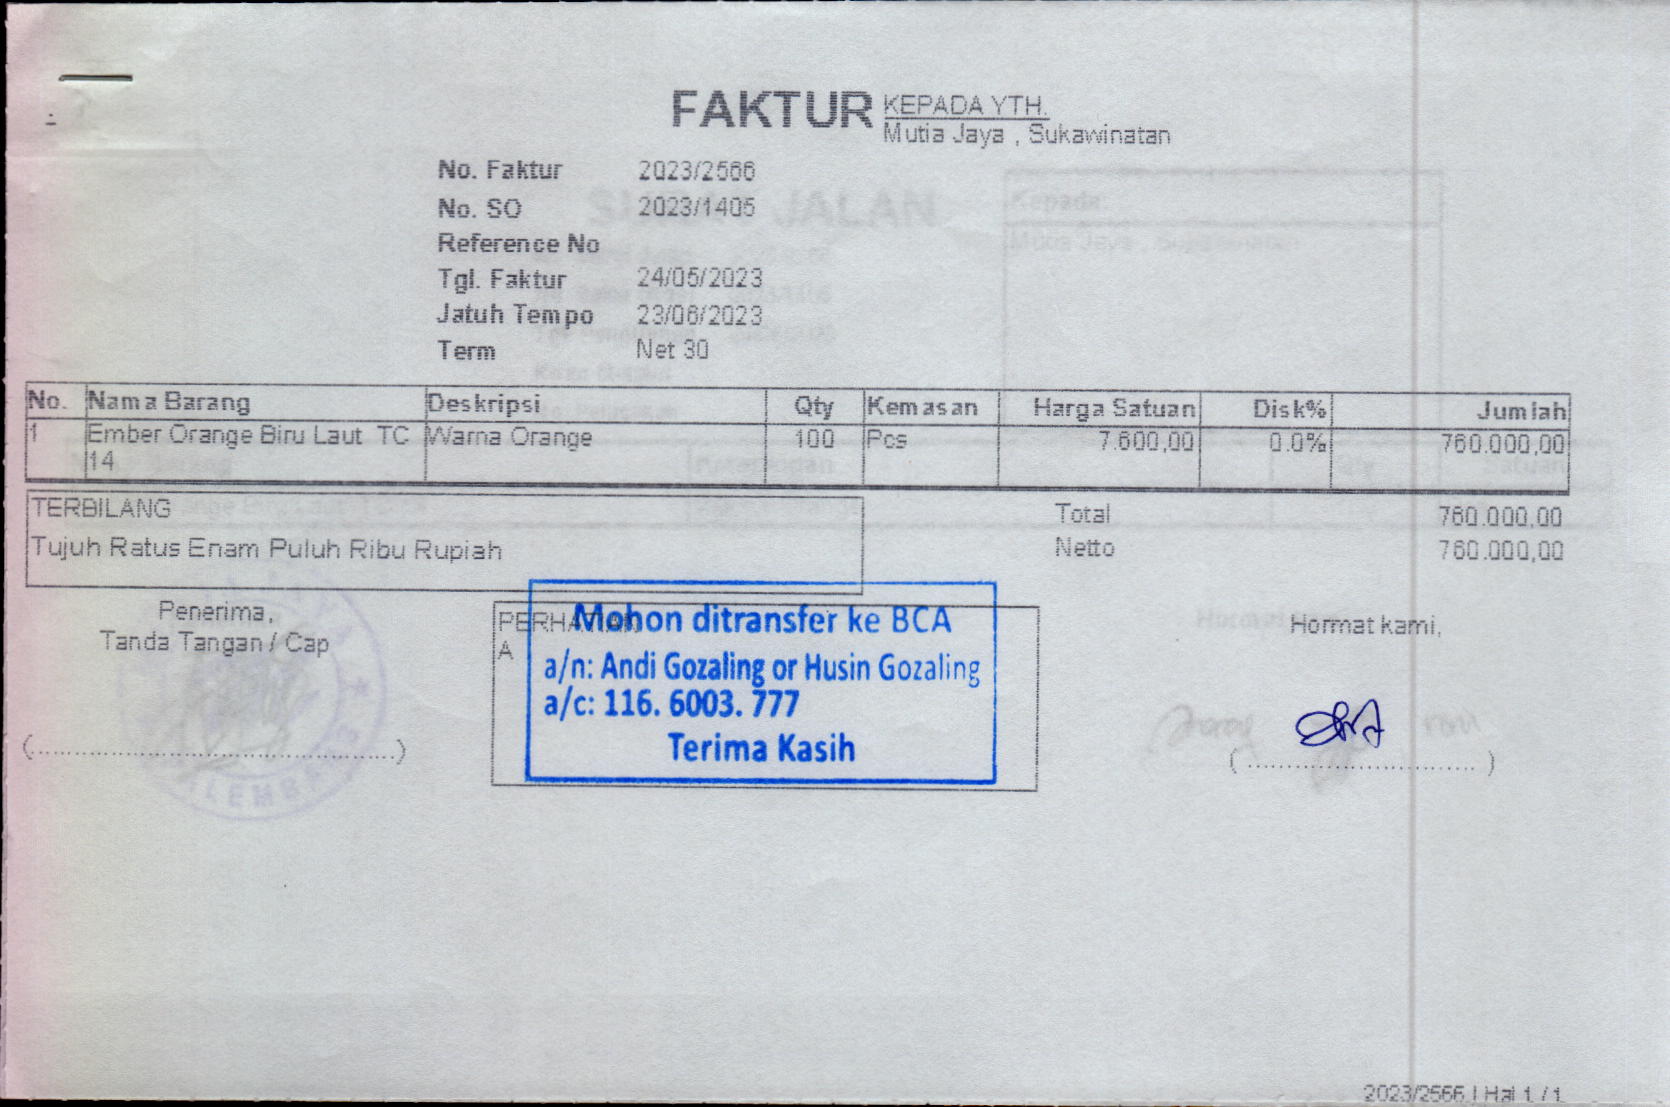 FAKTUR
KEPADA YTH.
Mutia Jaya , Sukawinatan
No. Faktur 2023/2566
No. SO 2023/1405
Reference No
Tgl. Faktur 24/05/2023
Jatuh Tempo 23/06/2023
Term Net 30
No. Nama Barang Deskripsi Qty Kemasan Harga Satuan Disk% Jumlah
1 Ember Orange Biru Laut TC 14 Warna Orange 100 Pcs 7.600,00 0.0% 760.000,00
TERBILANG
Tujuh Ratus Enam Puluh Ribu Rupiah
Total 760.000,00
Netto 760.000,00
Penerima,
Tanda Tangan / Cap
PERHATIAN
A
Mohon ditransfer ke BCA
a/n: Andi Gozaling or Husin Gozaling
a/c: 116. 6003. 777
Terima Kasih
Hormat kami,
2023/2566 | Hal 1 / 1